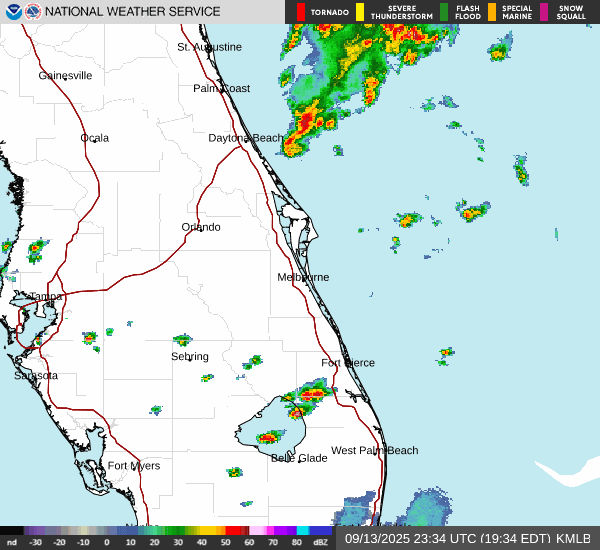 NATIONAL WEATHER SERVICE
TORNADO
SEVERE THUNDERSTORM
FLASH FLOOD
SPECIAL MARINE
SNOW SQUALL
St. Augustine
Gainesville
Palm Coast
Ocala
Daytona Beach
Orlando
Melbourne
Tampa
Sebring
Fort Pierce
Sarasota
West Palm Beach
Belle Glade
Fort Myers
nd -30 -20 -10 0 10 20 30 40 50 60 70 80 dBZ
09/13/2025 23:34 UTC (19:34 EDT) KMLB